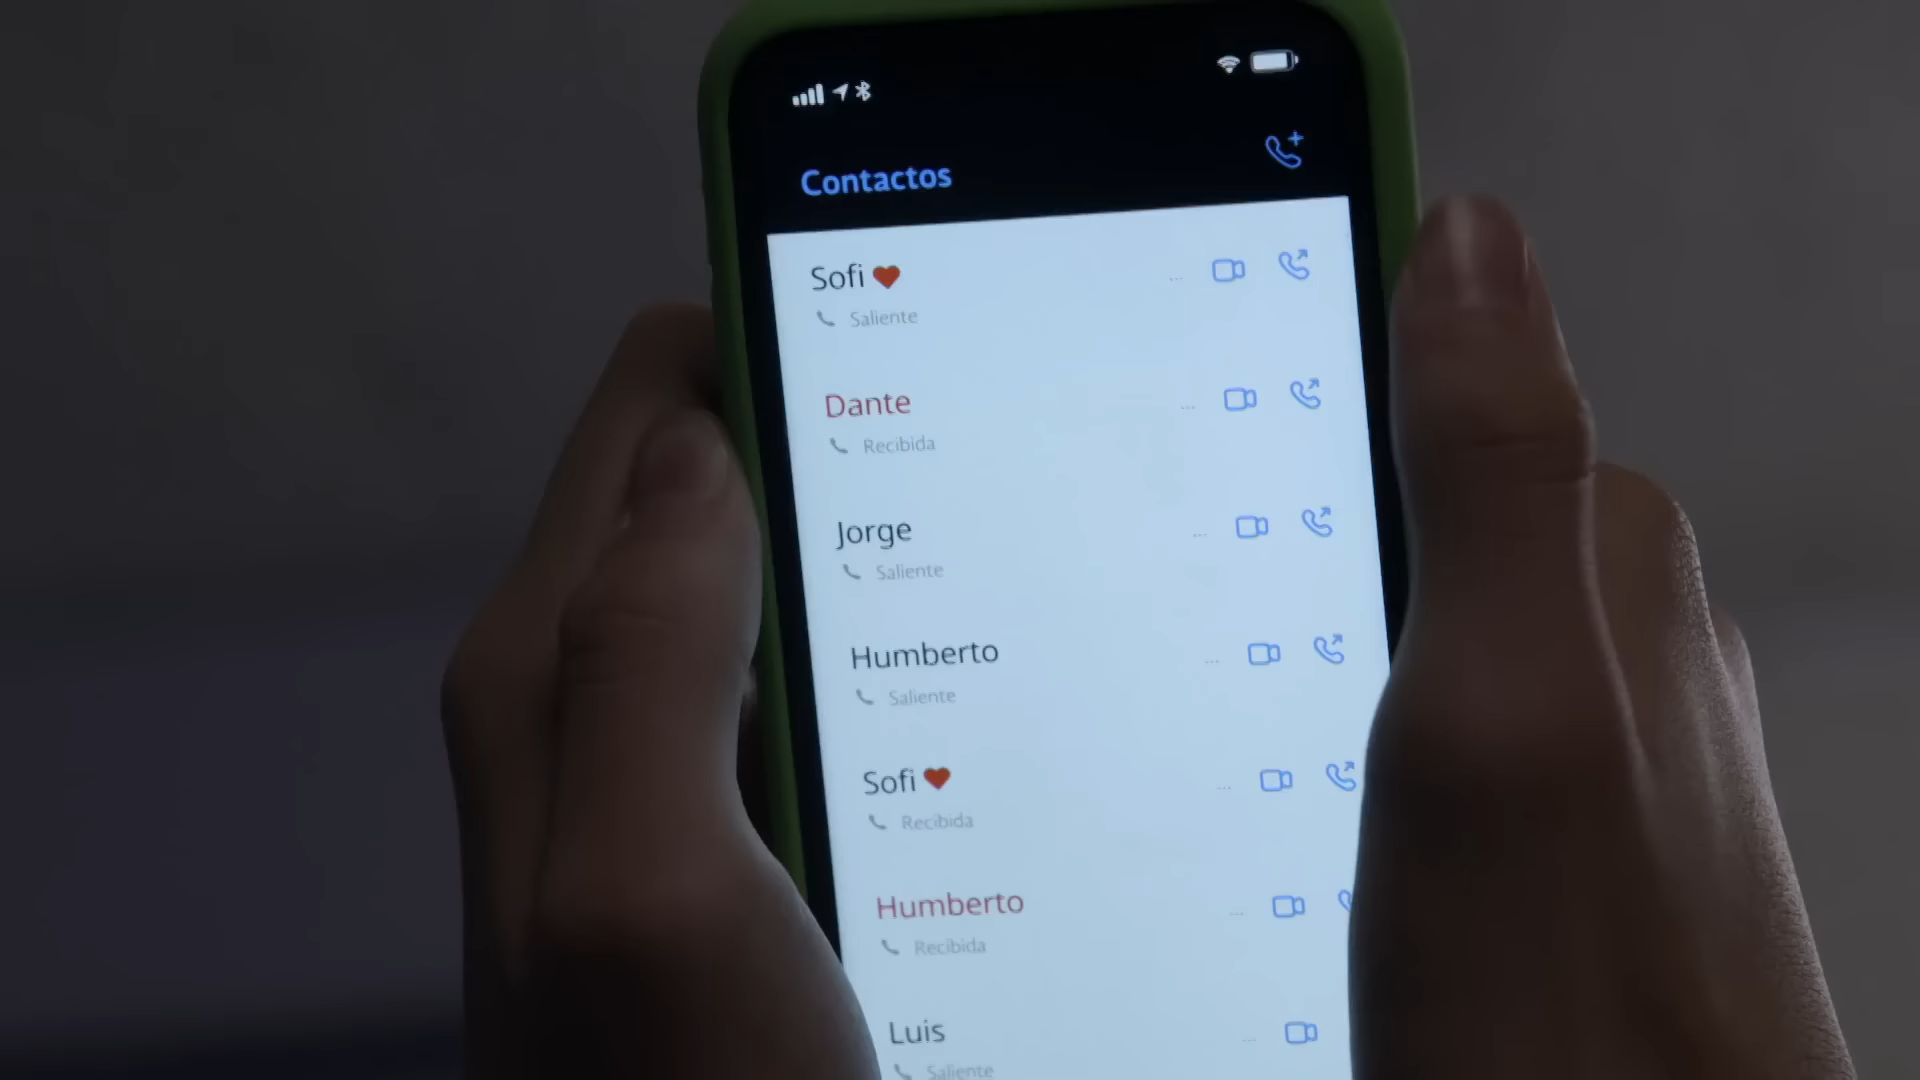 Contactos
Sofi ❤
Saliente
Dante
Recibida
Jorge
Saliente
Humberto
Saliente
Sofi ❤
Recibida
Humberto
Recibida
Luis
Saliente